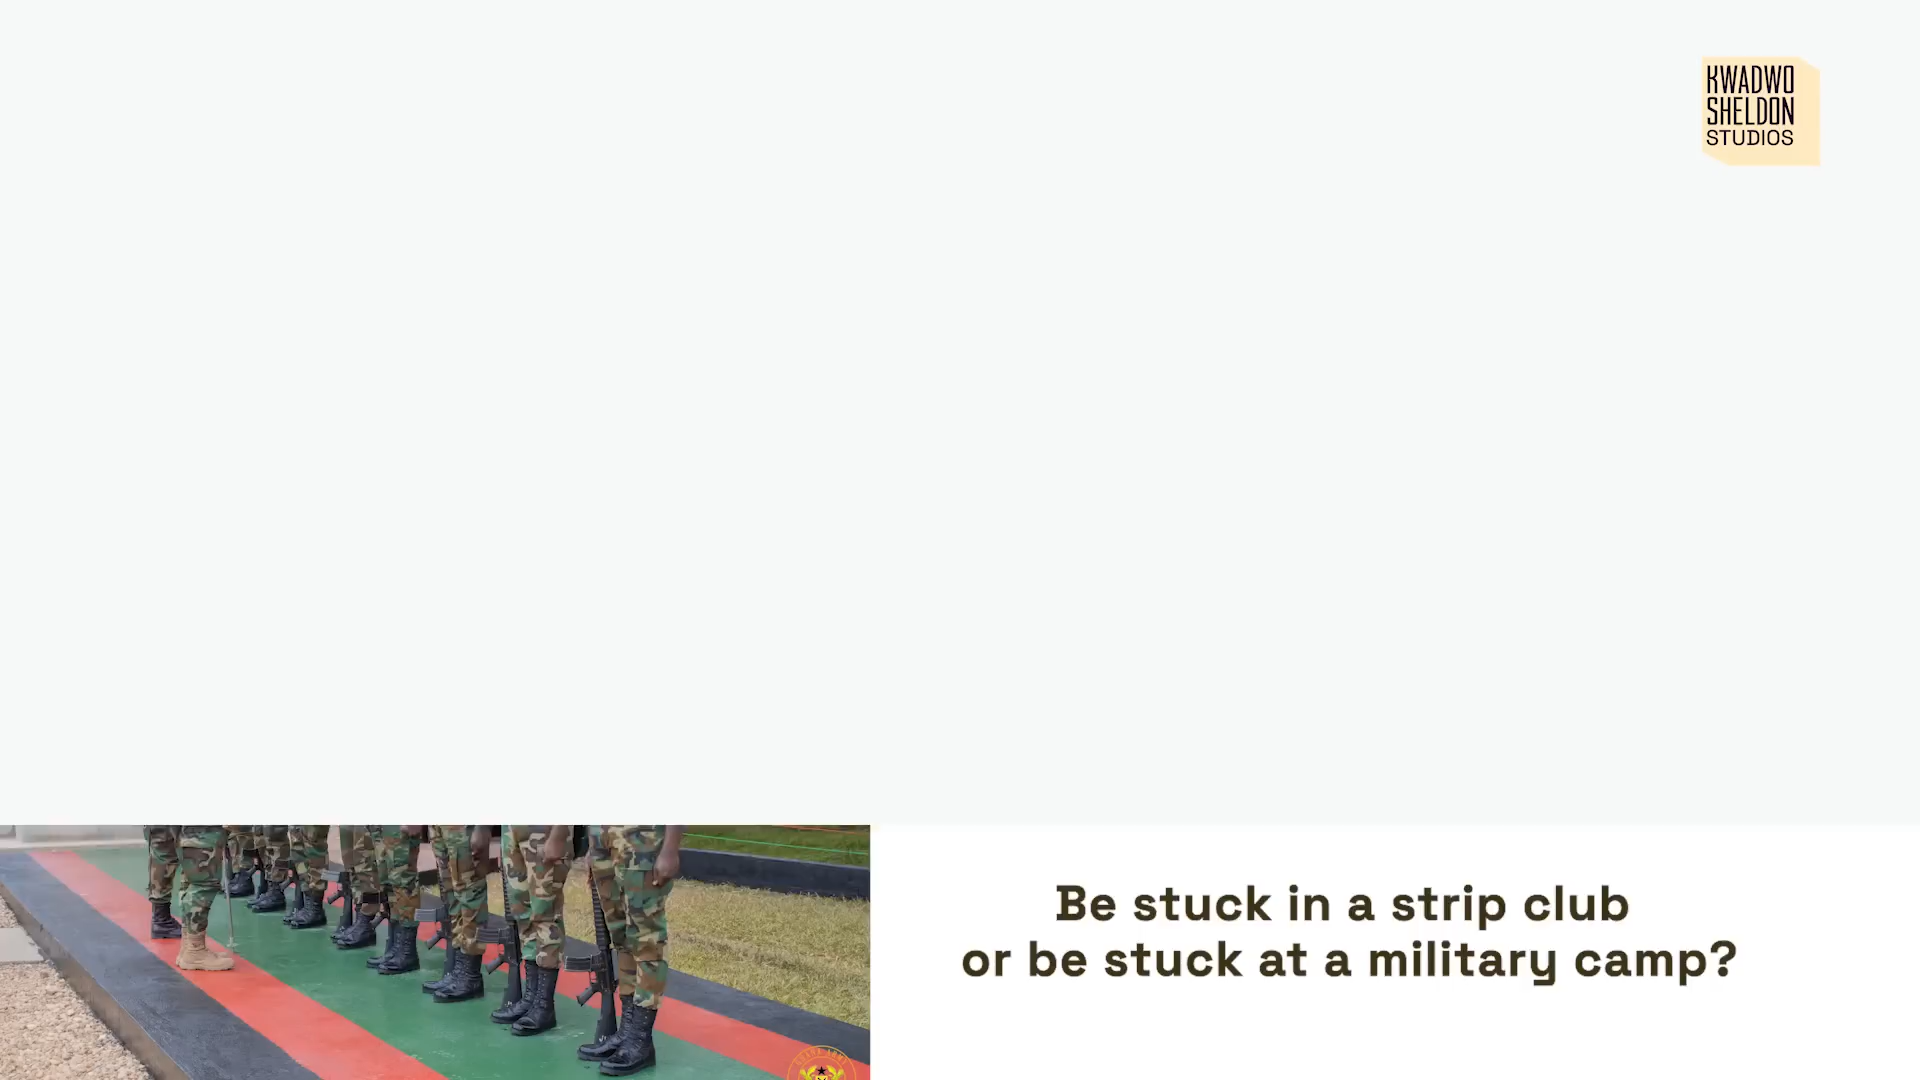 KWADWO
SHELDON
STUDIOS
Be stuck in a strip club
or be stuck at a military camp?